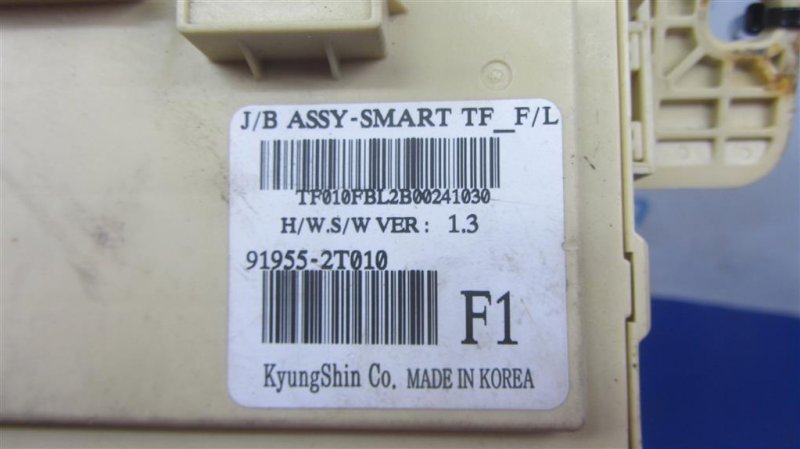 J/B ASSY-SMART TF_F/L
TF010FBL2B00241030
H/W.S/W VER : 1.3
91955-2T010
F1
KyungShin Co. MADE IN KOREA